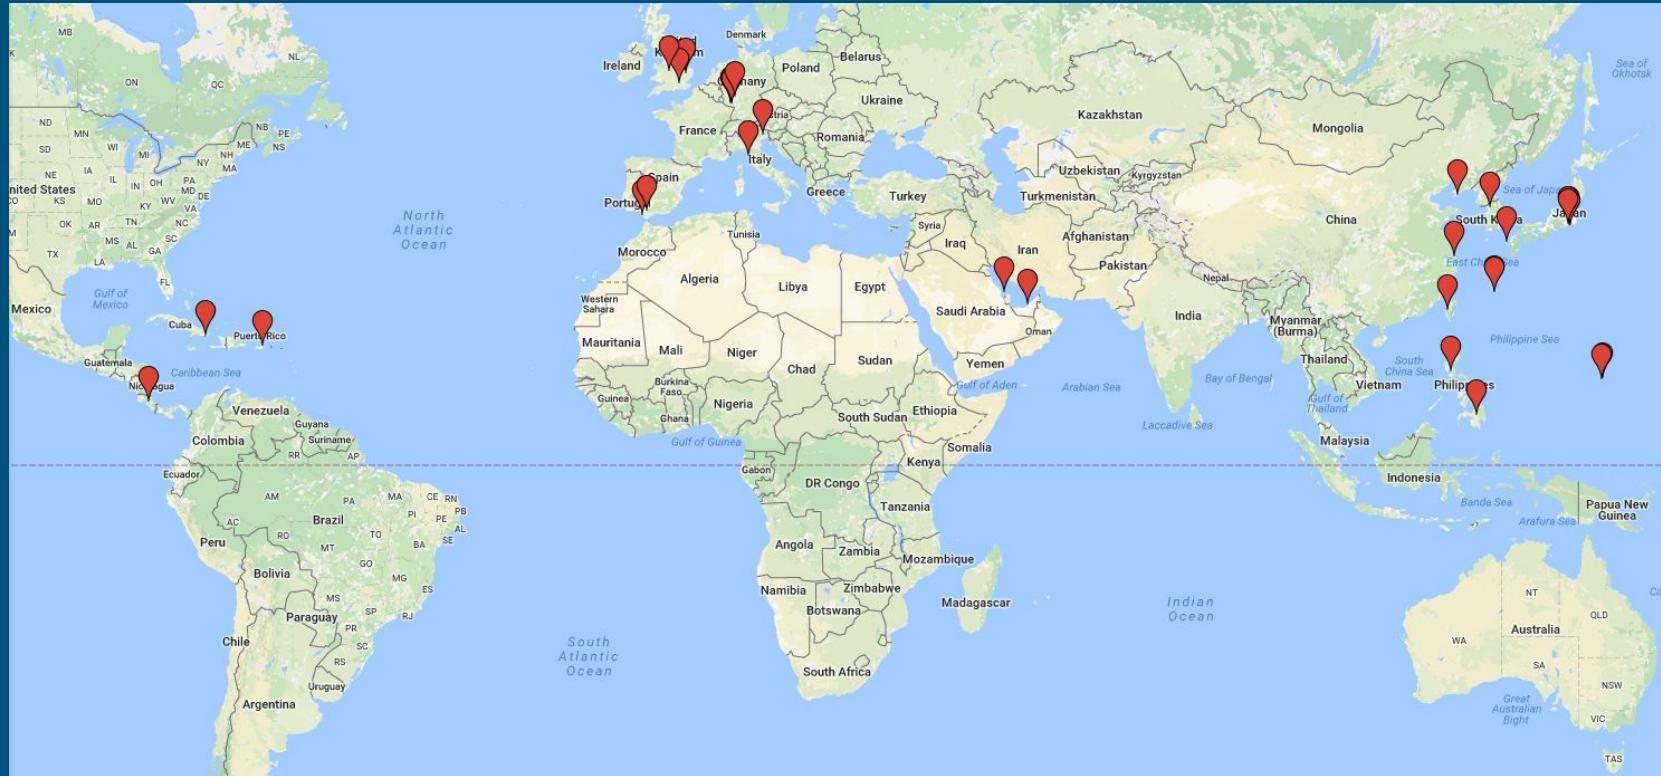 MB
NL
ON
QC
ND
MN
NB
PE
ME
NS
SD
WI
MI
NH
NY
MA
NE
IA
IL
IN
OH
PA
MD
DE
nited States
CO
KS
MO
KY
WV
VA
OK
AR
TN
NC
SC
MS
AL
GA
TX
LA
FL
Gulf of
Mexico
Mexico
Cuba
Guatemala
Caribbean Sea
Venezuela
Guyana
Suriname
Colombia
RR
AP
Ecuador
AM
PA
MA
CE
RN
PB
PI
PE
AL
SE
AC
RO
Brazil
TO
BA
MT
Peru
GO
Bolivia
MG
ES
MS
SP
RJ
Paraguay
PR
SC
Chile
RS
Uruguay
Argentina
North
Atlantic
Ocean
South
Atlantic
Ocean
Ireland
Denmark
Poland
Belarus
Ukraine
France
Romania
Italy
Spain
Greece
Turkey
Tunisia
Morocco
Algeria
Libya
Egypt
Western
Sahara
Mauritania
Mali
Niger
Chad
Sudan
Burkina
Faso
Guinea
Ghana
Nigeria
South Sudan
Ethiopia
Somalia
Gulf of Guinea
Gabon
DR Congo
Kenya
Tanzania
Angola
Zambia
Mozambique
Namibia
Zimbabwe
Botswana
Madagascar
South Africa
Syria
Iraq
Iran
Saudi Arabia
Oman
Yemen
Gulf of Aden
Arabian Sea
Kazakhstan
Uzbekistan
Kyrgyzstan
Turkmenistan
Afghanistan
Pakistan
Nepal
India
Mongolia
China
Myanmar
(Burma)
Thailand
Vietnam
Bay of Bengal
Gulf of
Thailand
Laccadive Sea
South
China Sea
Philippine Sea
Sea of
Okhotsk
Malaysia
Indonesia
Banda Sea
Arafura Sea
Papua New
Guinea
Indian
Ocean
NT
QLD
Australia
WA
SA
NSW
VIC
TAS
Great
Australian
Bight